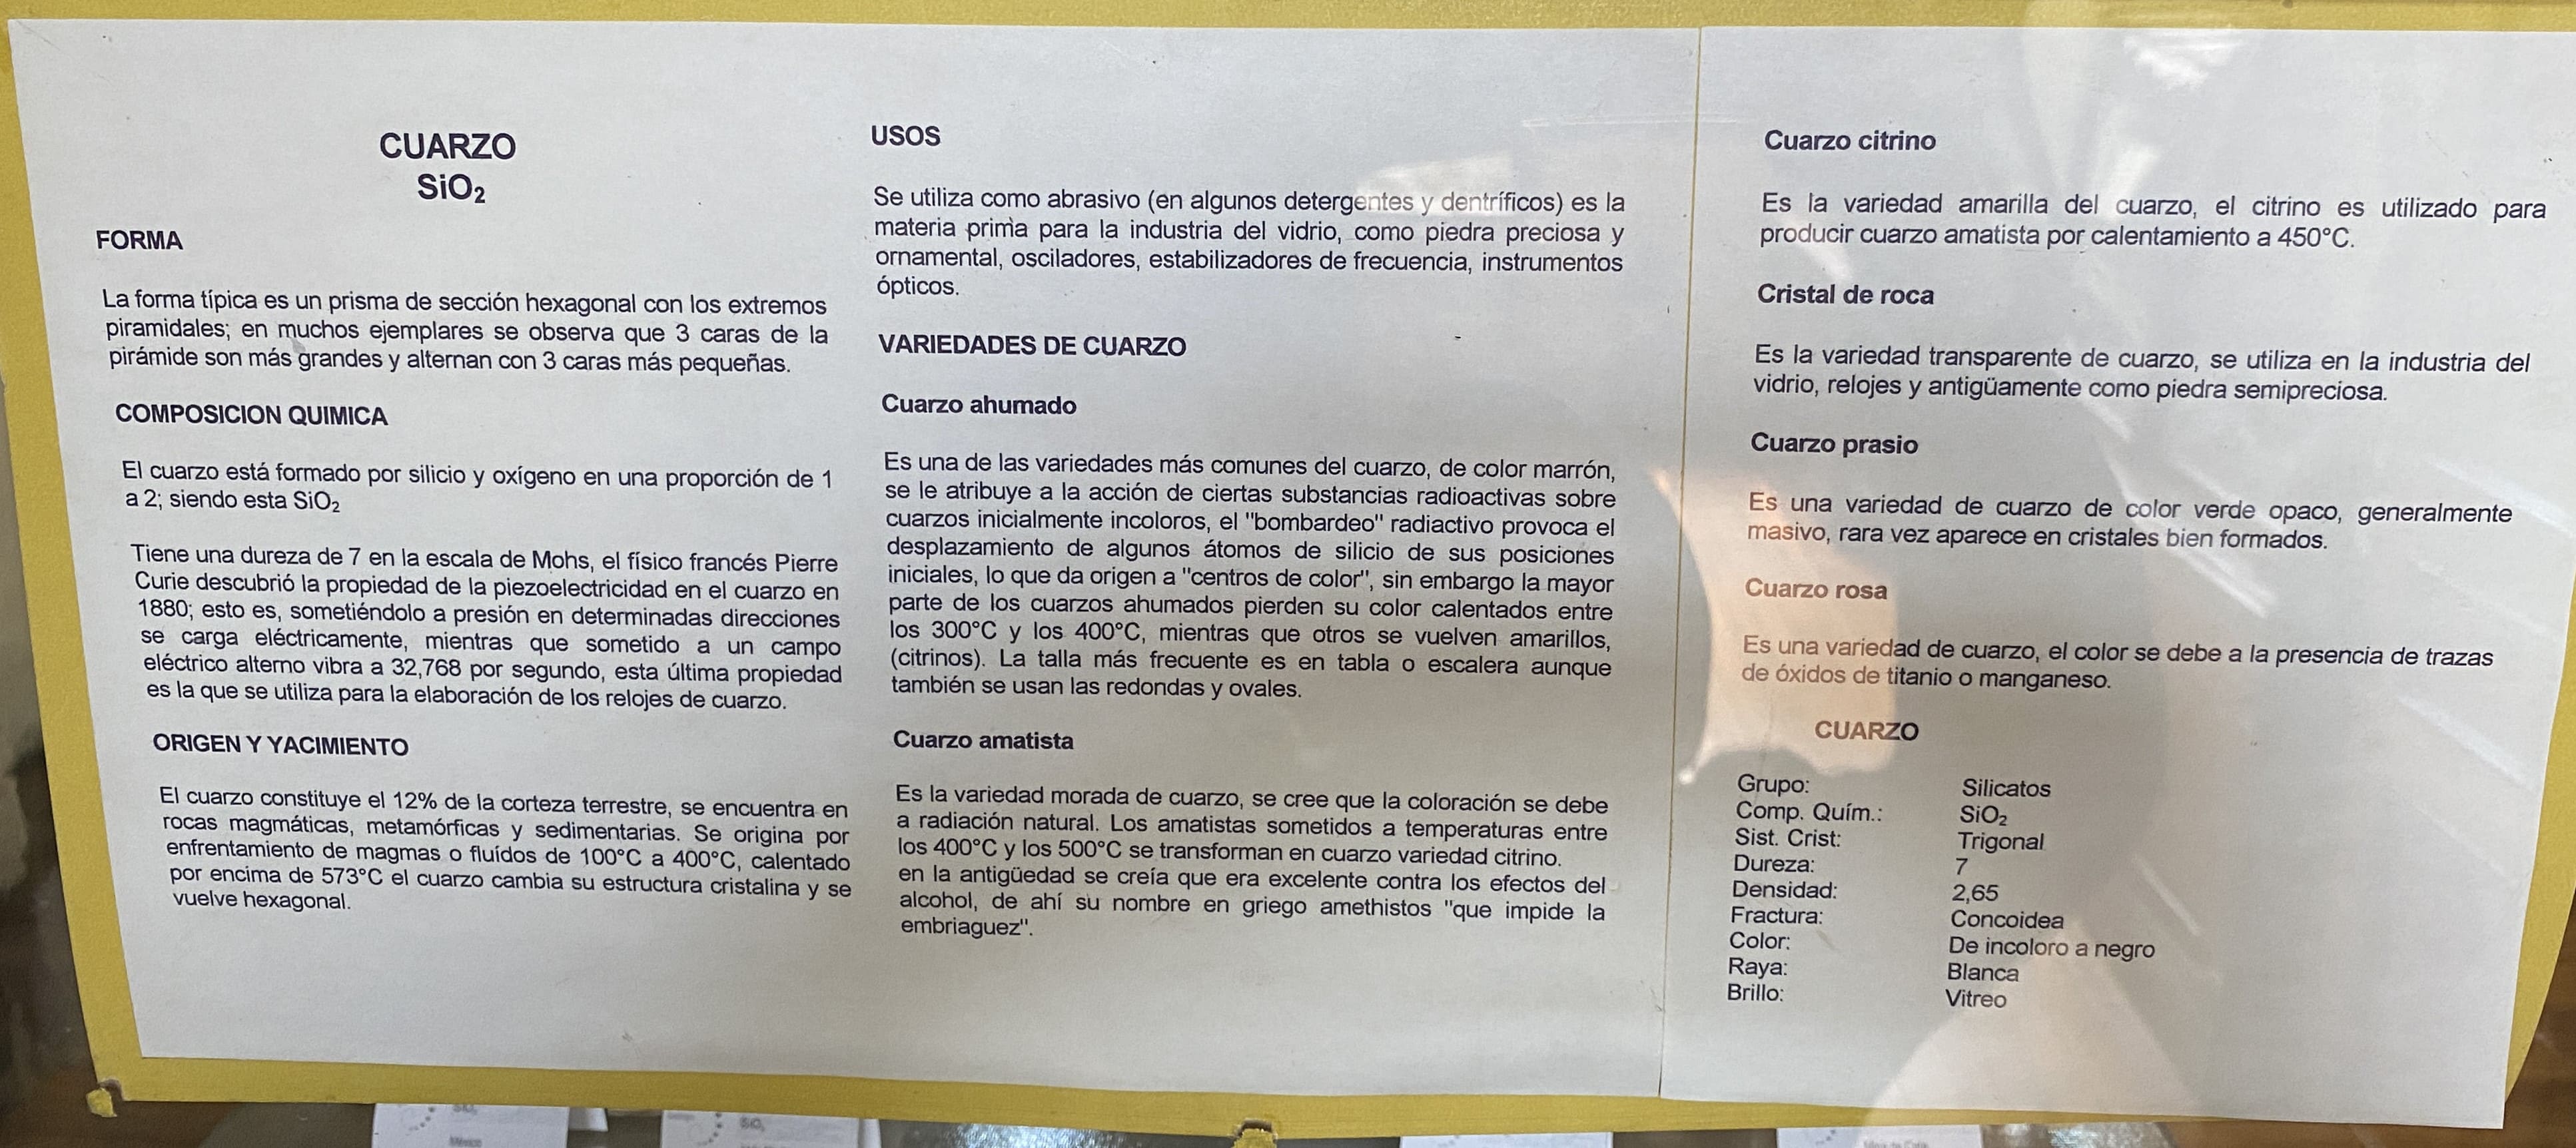 CUARZO
SiO₂
FORMA
La forma típica es un prisma de sección hexagonal con los extremos
piramidales; en muchos ejemplares se observa que 3 caras de la
pirámide son más grandes y alternan con 3 caras más pequeñas.
COMPOSICION QUIMICA
El cuarzo está formado por silicio y oxígeno en una proporción de 1
a 2; siendo esta SiO₂
Tiene una dureza de 7 en la escala de Mohs, el físico francés Pierre
Curie descubrió la propiedad de la piezoelectricidad en el cuarzo en
1880; esto es, sometiéndolo a presión en determinadas direcciones
se carga eléctricamente, mientras que sometido a un campo
eléctrico alterno vibra a 32,768 por segundo, esta última propiedad
es la que se utiliza para la elaboración de los relojes de cuarzo.
ORIGEN Y YACIMIENTO
El cuarzo constituye el 12% de la corteza terrestre, se encuentra en
rocas magmáticas, metamórficas y sedimentarias. Se origina por
enfrentamiento de magmas o fluídos de 100°C a 400°C, calentado
por encima de 573°C el cuarzo cambia su estructura cristalina y se
vuelve hexagonal.
USOS
Se utiliza como abrasivo (en algunos detergentes y dentríficos) es la
materia prima para la industria del vidrio, como piedra preciosa y
ornamental, osciladores, estabilizadores de frecuencia, instrumentos
ópticos.
VARIEDADES DE CUARZO
Cuarzo ahumado
Es una de las variedades más comunes del cuarzo, de color marrón,
se le atribuye a la acción de ciertas substancias radioactivas sobre
cuarzos inicialmente incoloros, el "bombardeo" radiactivo provoca el
desplazamiento de algunos átomos de silicio de sus posiciones
iniciales, lo que da origen a "centros de color", sin embargo la mayor
parte de los cuarzos ahumados pierden su color calentados entre
los 300°C y los 400°C, mientras que otros se vuelven amarillos,
(citrinos). La talla más frecuente es en tabla o escalera aunque
también se usan las redondas y ovales.
Cuarzo amatista
Es la variedad morada de cuarzo, se cree que la coloración se debe
a radiación natural. Los amatistas sometidos a temperaturas entre
los 400°C y los 500°C se transforman en cuarzo variedad citrino.
en la antigüedad se creía que era excelente contra los efectos del
alcohol, de ahí su nombre en griego amethistos "que impide la
embriaguez".
Cuarzo citrino
Es la variedad amarilla del cuarzo, el citrino es utilizado para
producir cuarzo amatista por calentamiento a 450°C.
Cristal de roca
Es la variedad transparente de cuarzo, se utiliza en la industria del
vidrio, relojes y antigüamente como piedra semipreciosa.
Cuarzo prasio
Es una variedad de cuarzo de color verde opaco, generalmente
masivo, rara vez aparece en cristales bien formados.
Cuarzo rosa
Es una variedad de cuarzo, el color se debe a la presencia de trazas
de óxidos de titanio o manganeso.
CUARZO
Grupo: Silicatos
Comp. Quím.: SiO₂
Sist. Crist: Trigonal
Dureza: 7
Densidad: 2,65
Fractura: Concoidea
Color: De incoloro a negro
Raya: Blanca
Brillo: Vitreo
SiO₂
México
SiO₂